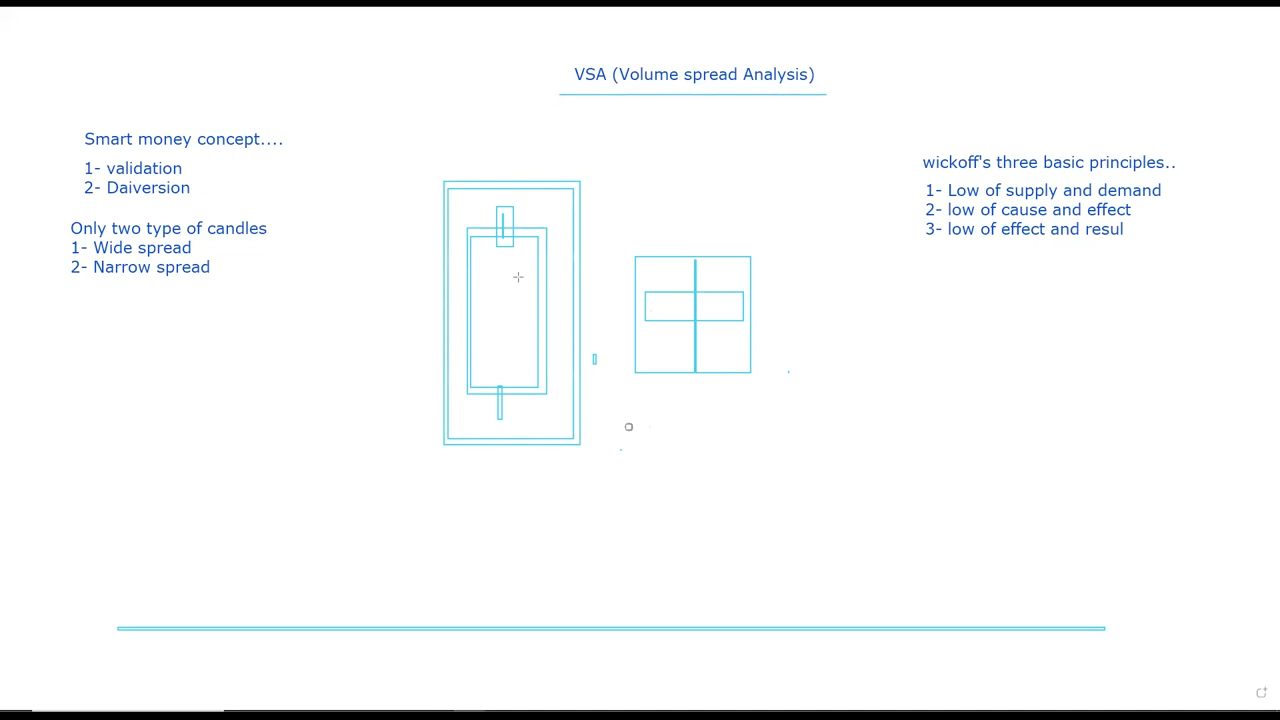 VSA (Volume spread Analysis)
Smart money concept....
1- validation
2- Daiversion
Only two type of candles
1- Wide spread
2- Narrow spread
wickoff's three basic principles..
1- Low of supply and demand
2- low of cause and effect
3- low of effect and resul